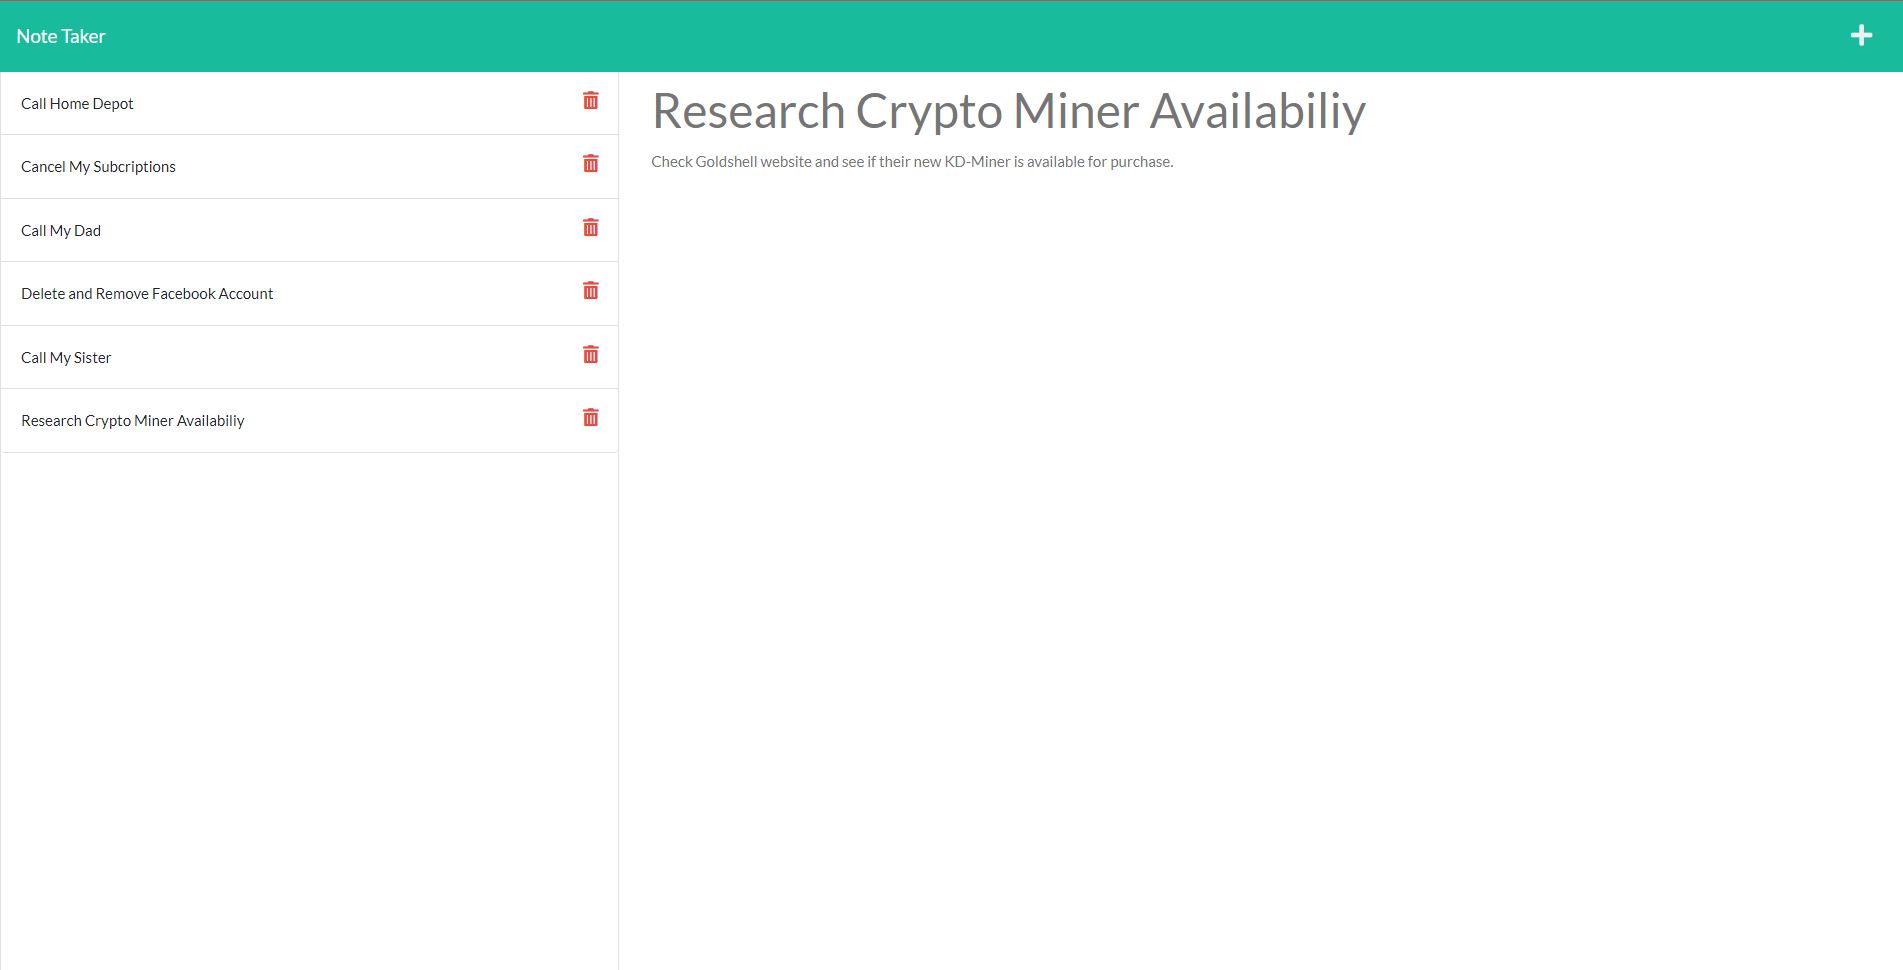 Note Taker
Call Home Depot
Cancel My Subcriptions
Call My Dad
Delete and Remove Facebook Account
Call My Sister
Research Crypto Miner Availabiliy
Research Crypto Miner Availabiliy
Check Goldshell website and see if their new KD-Miner is available for purchase.